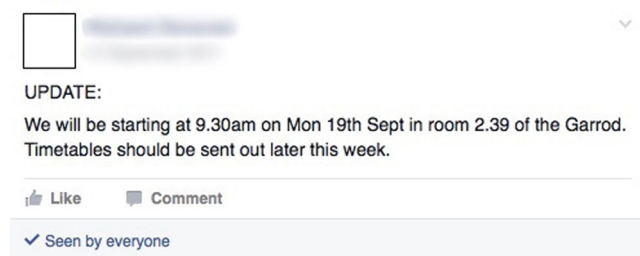 UPDATE:
We will be starting at 9.30am on Mon 19th Sept in room 2.39 of the Garrod.
Timetables should be sent out later this week.
Like Comment
Seen by everyone